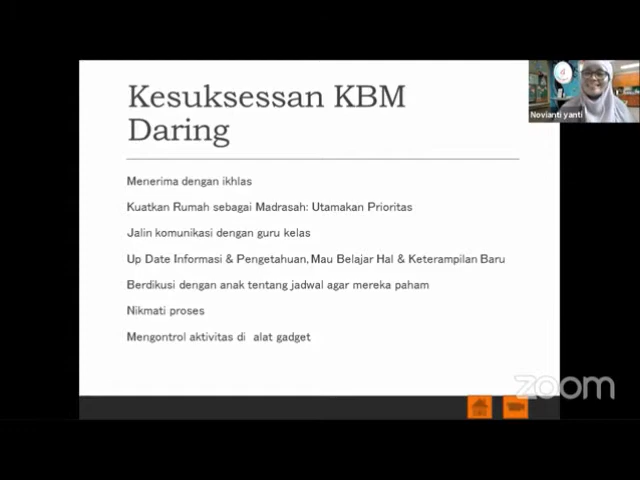 Kesuksessan KBM
Daring
Menerima dengan ikhlas
Kuatkan Rumah sebagai Madrasah: Utamakan Prioritas
Jalin komunikasi dengan guru kelas
Up Date Informasi & Pengetahuan, Mau Belajar Hal & Keterampilan Baru
Berdikusi dengan anak tentang jadwal agar mereka paham
Nikmati proses
Mengontrol aktivitas di alat gadget
Novianti yanti
zoom